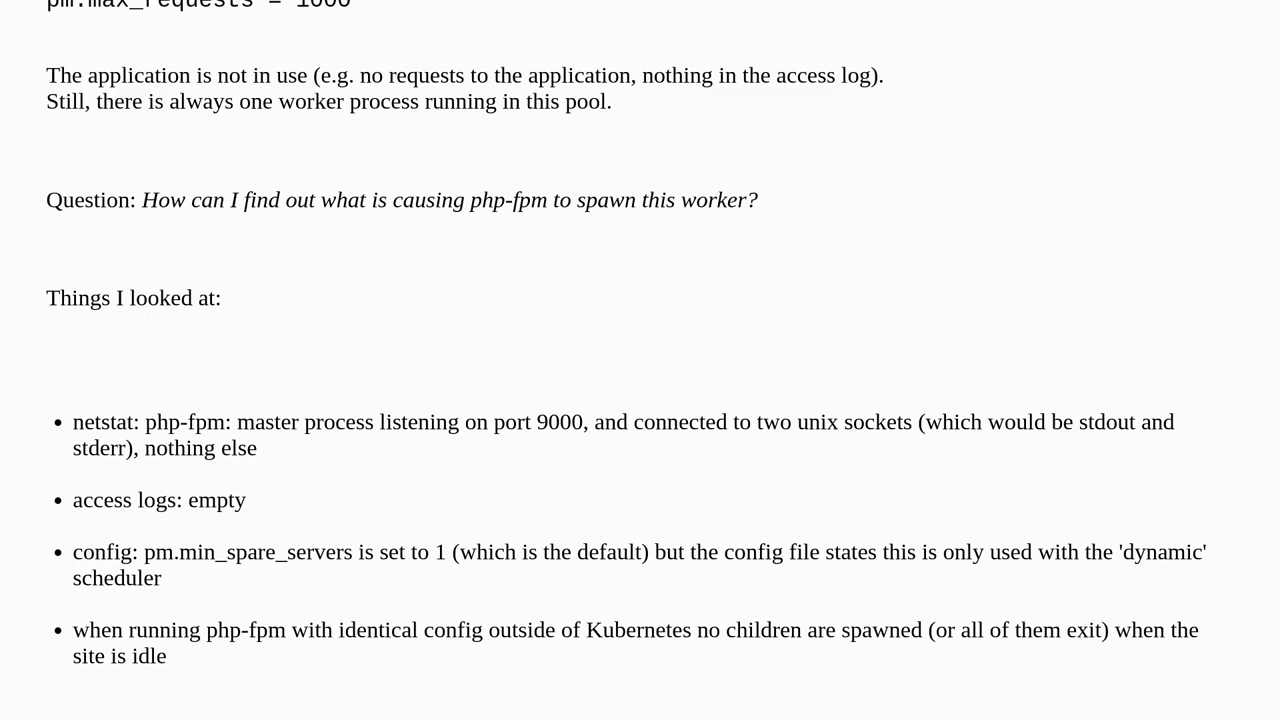 pm.max_requests = 1000
The application is not in use (e.g. no requests to the application, nothing in the access log).
Still, there is always one worker process running in this pool.
Question: How can I find out what is causing php-fpm to spawn this worker?
Things I looked at:
• netstat: php-fpm: master process listening on port 9000, and connected to two unix sockets (which would be stdout and
stderr), nothing else
• access logs: empty
• config: pm.min_spare_servers is set to 1 (which is the default) but the config file states this is only used with the 'dynamic'
scheduler
• when running php-fpm with identical config outside of Kubernetes no children are spawned (or all of them exit) when the
site is idle